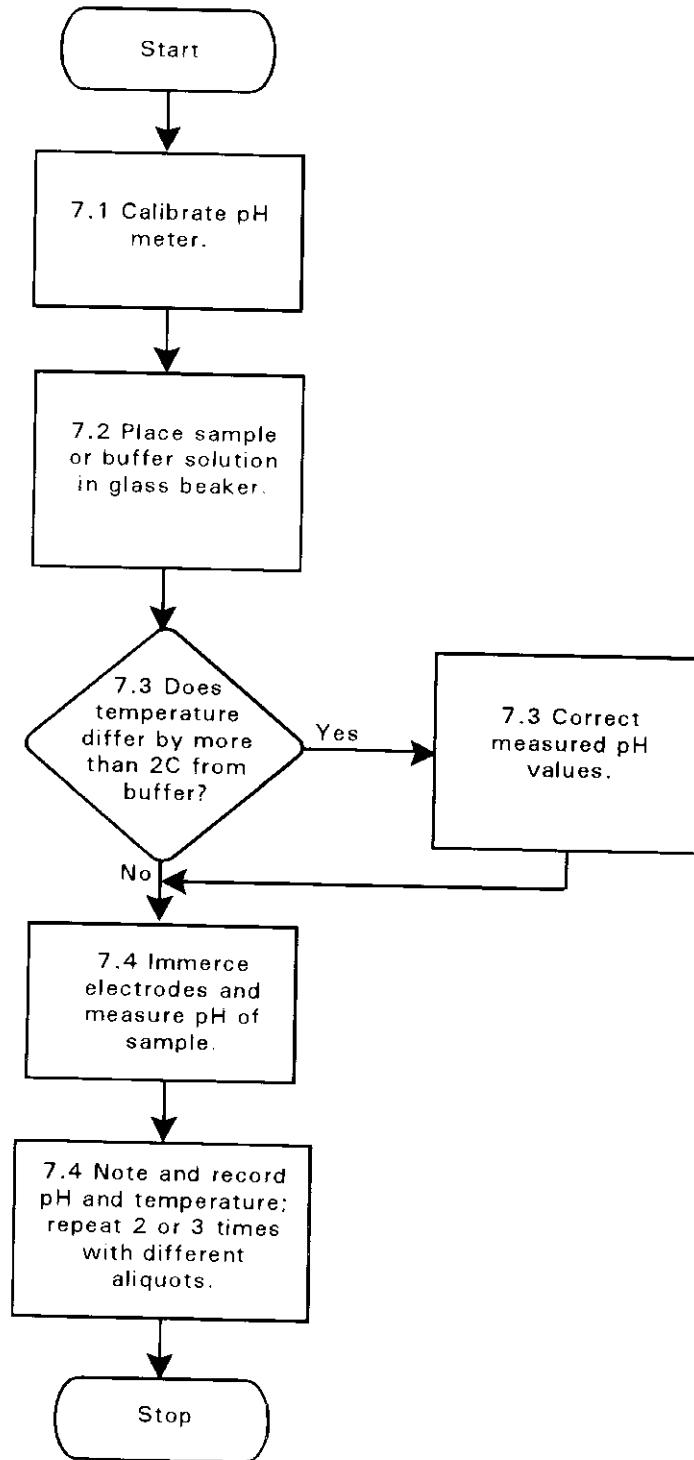 Start
7.1 Calibrate pH
meter.
7.2 Place sample
or buffer solution
in glass beaker.
7.3 Does
temperature
differ by more
than 2C from
buffer?
Yes
7.3 Correct
measured pH
values.
No
7.4 Immerce
electrodes and
measure pH of
sample.
7.4 Note and record
pH and temperature;
repeat 2 or 3 times
with different
aliquots.
Stop